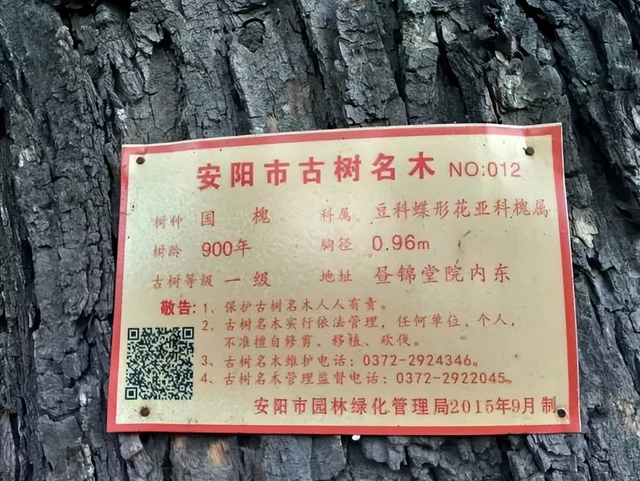 安阳市古树名木 NO:012
树种 国 槐 科属 豆科蝶形花亚科槐属
树龄 900年 胸径 0.96m
古树等级 一级 地址 昼锦堂院内东
敬告: 1、保护古树名木人人有责。
2、古树名木实行依法管理，任何单位、个人，
不准擅自修剪、移植、砍伐。
3、古树名木维护电话：0372-2924346。
4、古树名木管理监督电话：0372-2922045。
安阳市园林绿化管理局2015年9月制